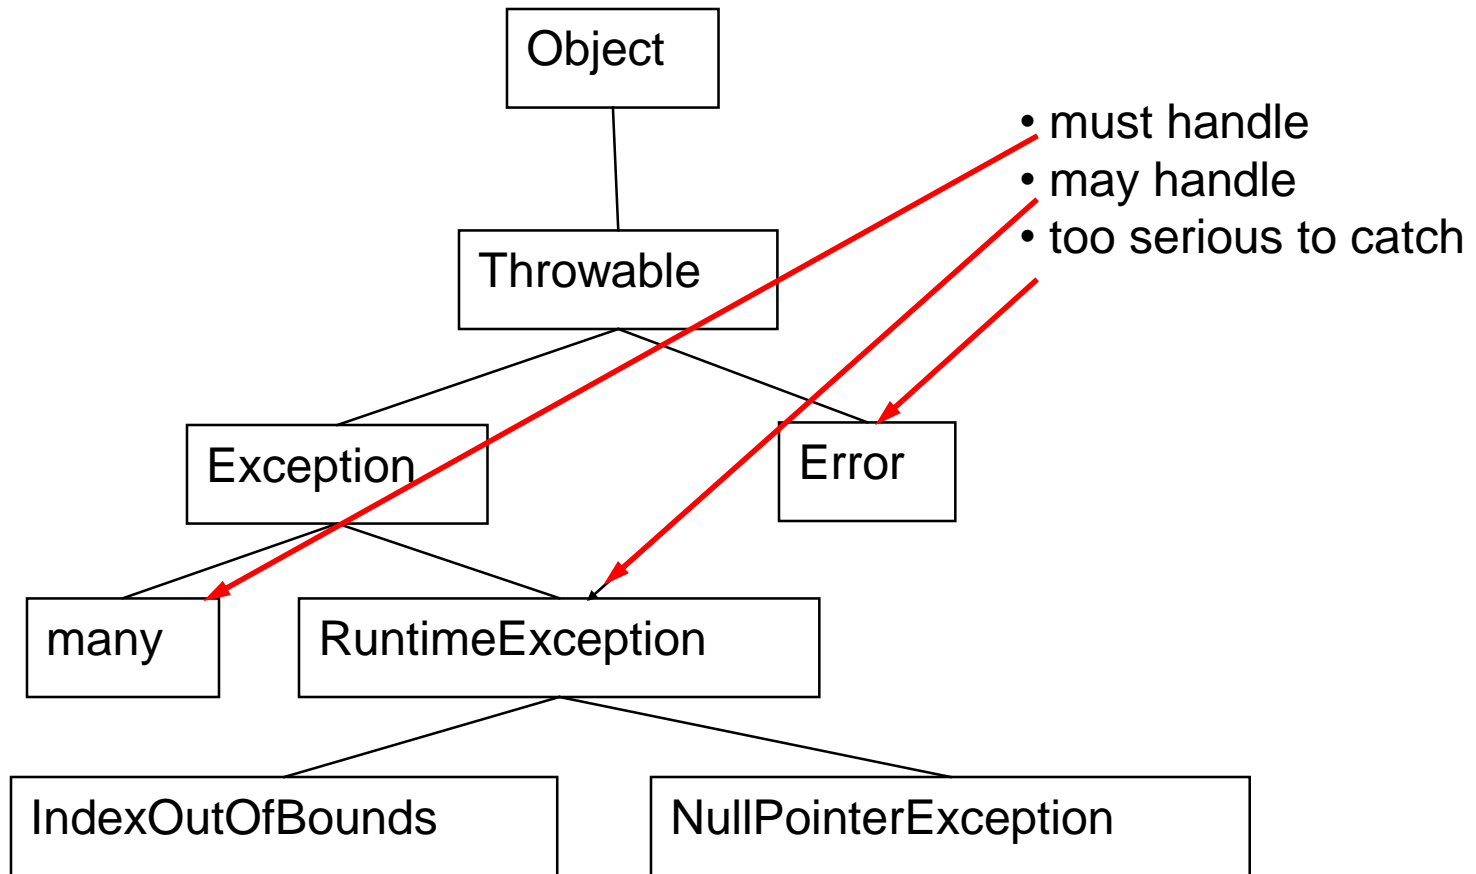 Object
• must handle
• may handle
• too serious to catch
Throwable
Exception
Error
many
RuntimeException
IndexOutOfBounds
NullPointerException